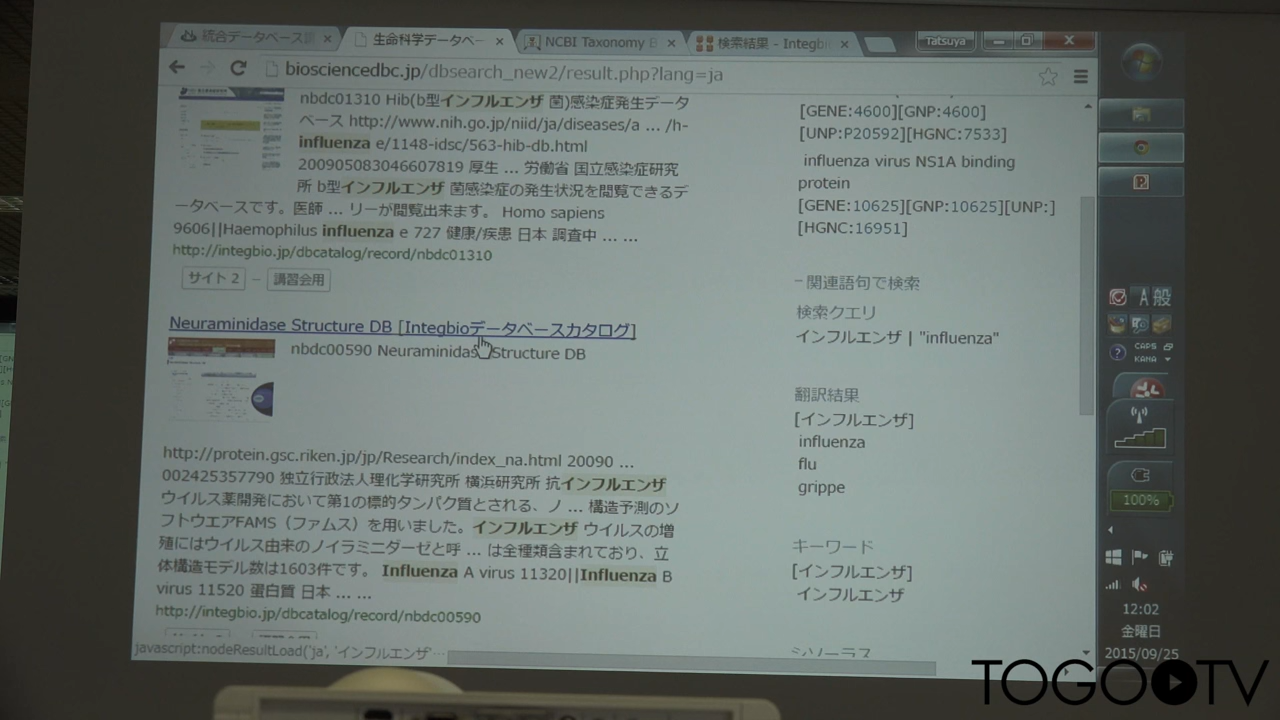 統合データベース講
生命科学データベー
NCBI Taxonomy B
検索結果 - Integbi
Tatsuya
biosciencedbc.jp/dbsearch_new2/result.php?lang=ja
nbdc01310 Hib(b型インフルエンザ 菌)感染症発生データ
ベース http://www.nih.go.jp/niid/ja/diseases/a ... /h-
influenza e/1148-idsc/563-hib-db.html
2009050830466078​19 厚生 ... 労働省 国立感染症研究
所 b型インフルエンザ 菌感染症の発生状況を閲覧できるデ
ータベースです。医師 ... リーが閲覧出来ます。 Homo sapiens
9606||Haemophilus influenza e 727 健康/疾患 日本 調査中 ... ...
http://integbio.jp/dbcatalog/record/nbdc01310
サイト 2 － 講習会用
Neuraminidase Structure DB [Integbioデータベースカタログ]
nbdc00590 Neuraminidas Structure DB
http://protein.gsc.riken.jp/jp/Research/index_na.html 20090 ...
002425357790 独立行政法人理化学研究所 横浜研究所 抗インフルエンザ
ウイルス薬開発において第1の標的タンパク質とされる、ノ ... 構造予測のソ
フトウエアFAMS（ファムス）を用いました。インフルエンザ ウイルスの増
殖にはウイルス由来のノイラミニダーゼと呼 ... は全種類含まれており、立
体構造モデル数は1603件です。 Influenza A virus 11320||Influenza B
virus 11520 蛋白質 日本 ... ...
http://integbio.jp/dbcatalog/record/nbdc00590
javascript:nodeResultLoad('ja', 'インフルエンザ'...
[GENE:4600][GNP:4600]
[UNP:P20592][HGNC:7533]
influenza virus NS1A binding
protein
[GENE:10625][GNP:10625][UNP:]
[HGNC:16951]
－関連語句で検索
検索クエリ
インフルエンザ | "influenza"
翻訳結果
[インフルエンザ]
influenza
flu
grippe
キーワード
[インフルエンザ]
インフルエンザ
シソーラス
A 般
CAPS
KANA
100%
12:02
金曜日
2015/09/25
TOGOTV